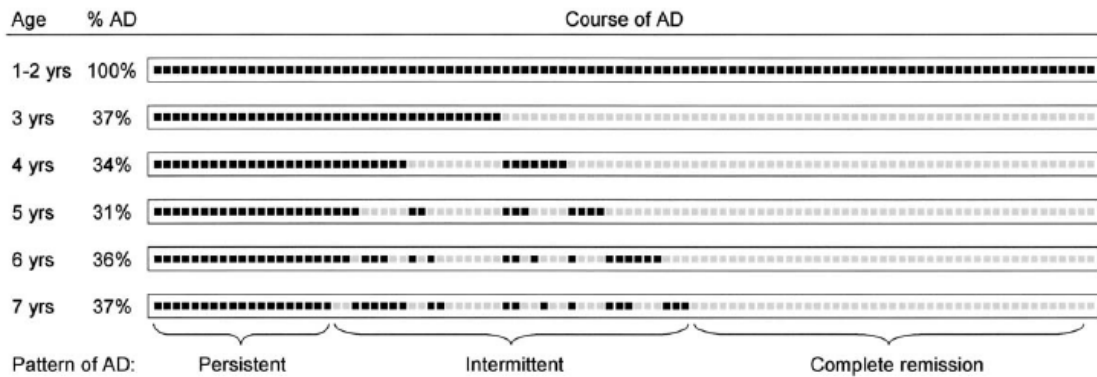 Age % AD Course of AD
1-2 yrs 100%
3 yrs 37%
4 yrs 34%
5 yrs 31%
6 yrs 36%
7 yrs 37%
Pattern of AD: Persistent Intermittent Complete remission